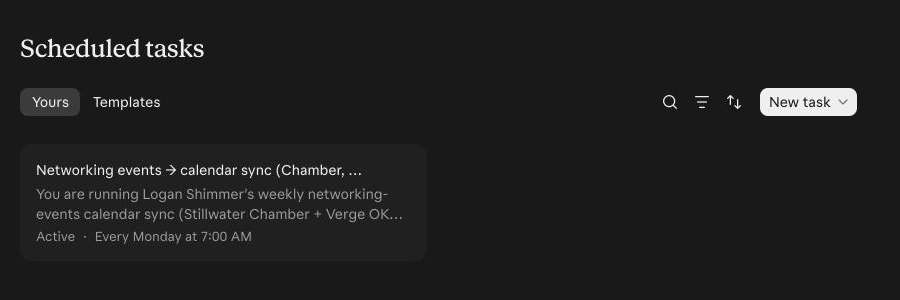 Scheduled tasks
Yours
Templates
New task
Networking events → calendar sync (Chamber, ...
You are running Logan Shimmer's weekly networking-
events calendar sync (Stillwater Chamber + Verge OK...
Active · Every Monday at 7:00 AM